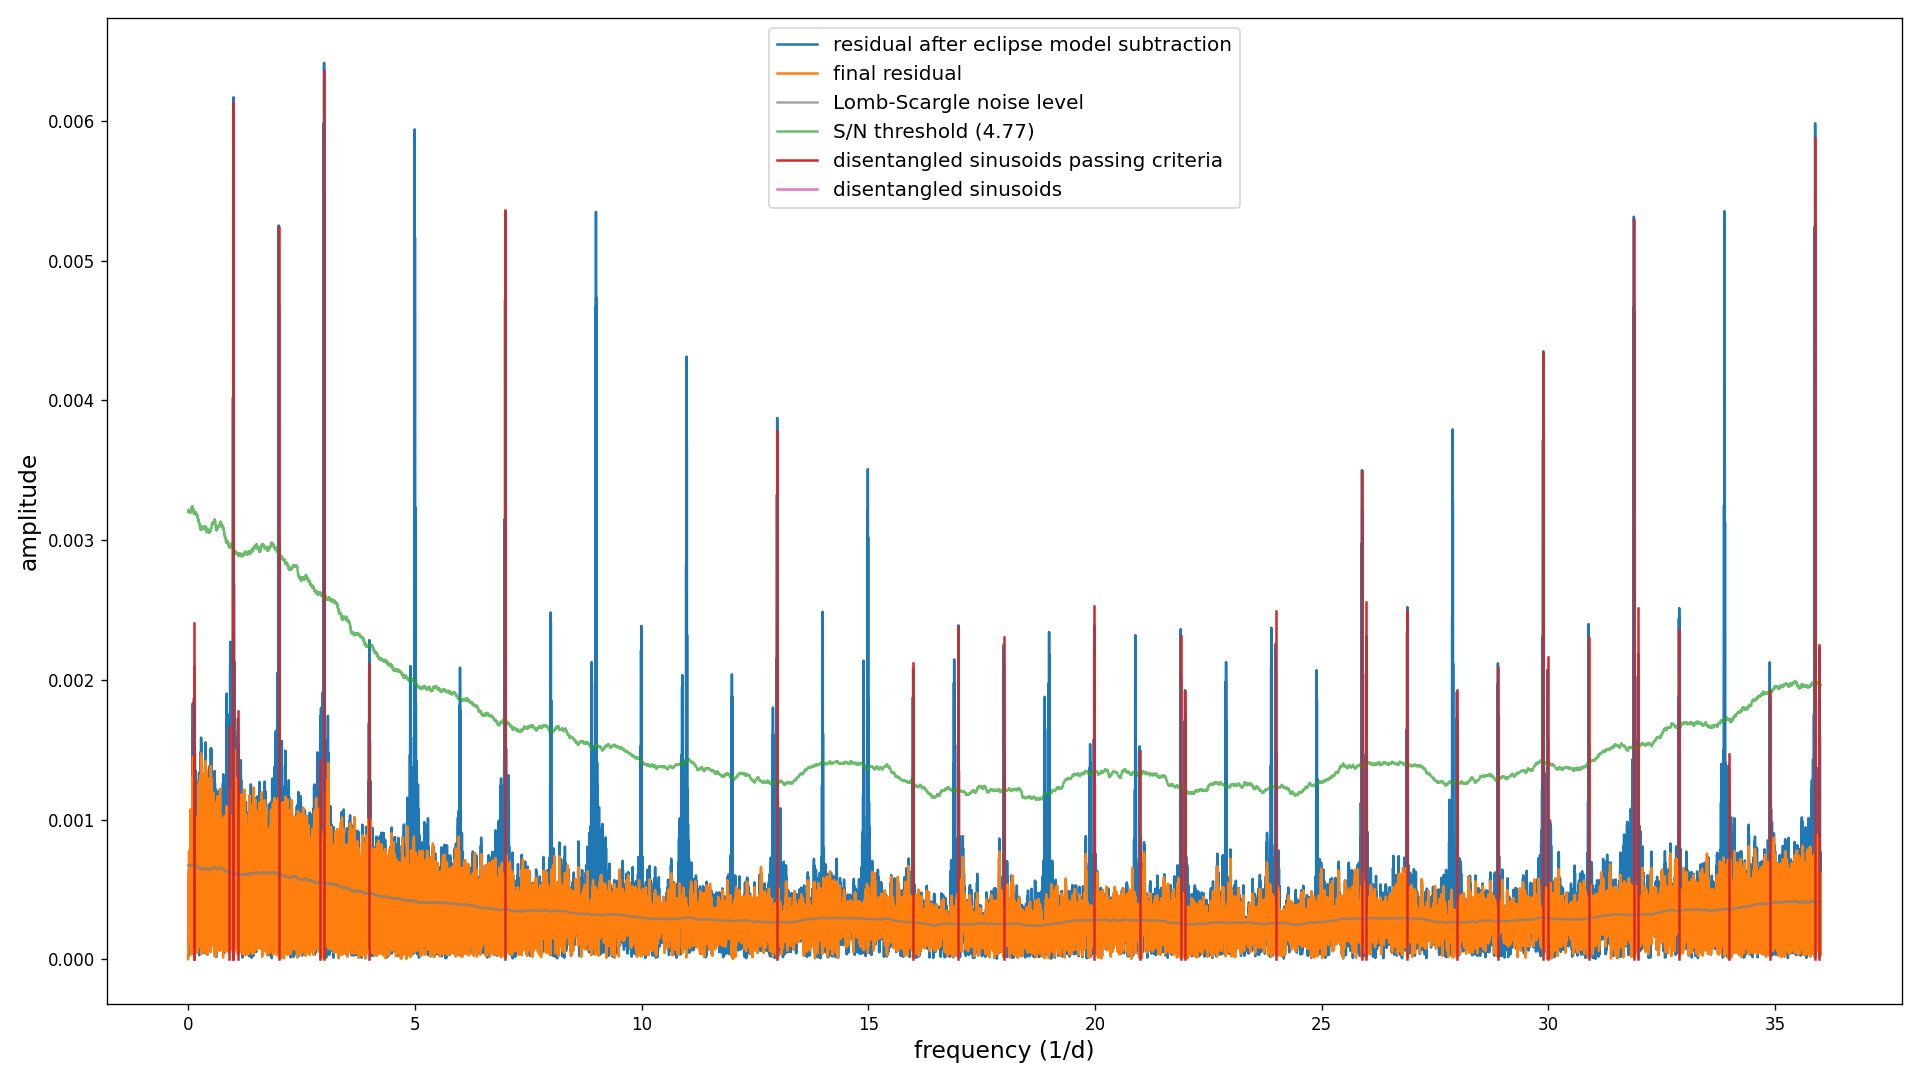 residual after eclipse model subtraction
final residual
Lomb-Scargle noise level
S/N threshold (4.77)
disentangled sinusoids passing criteria
disentangled sinusoids
amplitude
0.006
0.005
0.004
0.003
0.002
0.001
0.000
0 5 10 15 20 25 30 35
frequency (1/d)